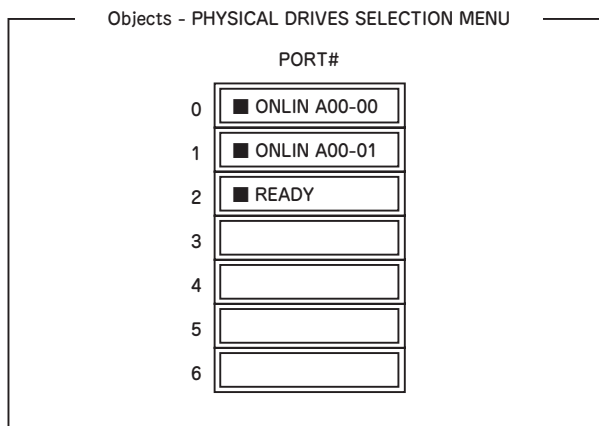 Objects - PHYSICAL DRIVES SELECTION MENU
PORT#
0 ■ ONLIN A00-00
1 ■ ONLIN A00-01
2 ■ READY
3
4
5
6